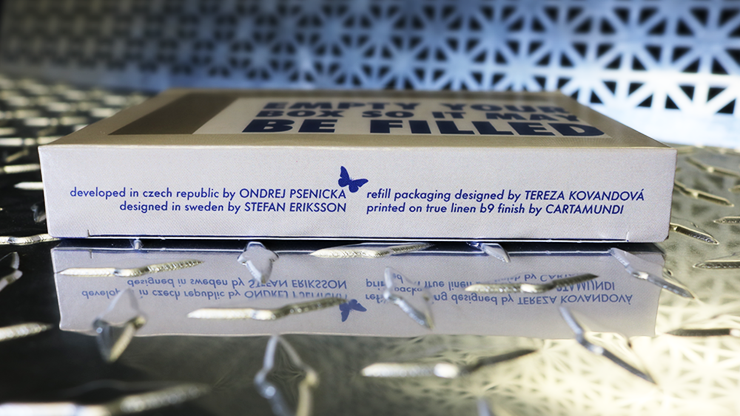 EMPTY YOUR
BOX SO IT MAY
BE FILLED
developed in czech republic by ONDREJ PSENICKA
designed in sweden by STEFAN ERIKSSON
refill packaging designed by TEREZA KOVANDOVÁ
printed on true linen b9 finish by CARTAMUNDI